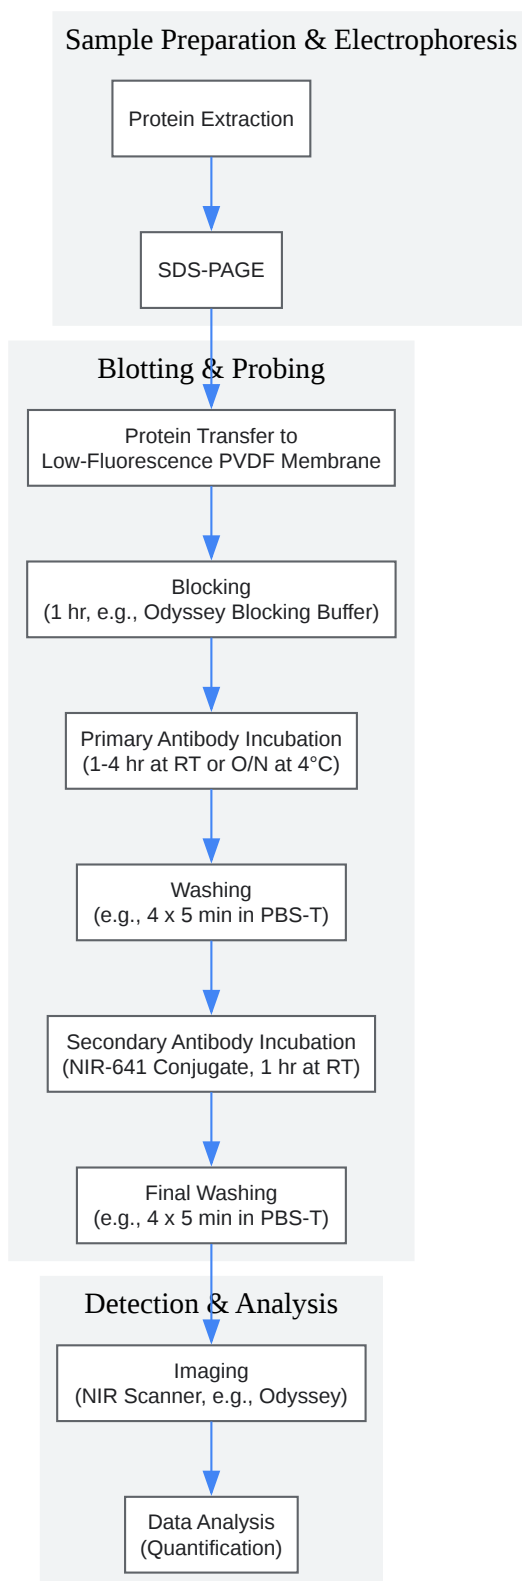 Sample Preparation & Electrophoresis
Protein Extraction
SDS-PAGE
Blotting & Probing
Protein Transfer to
Low-Fluorescence PVDF Membrane
Blocking
(1 hr, e.g., Odyssey Blocking Buffer)
Primary Antibody Incubation
(1-4 hr at RT or O/N at 4°C)
Washing
(e.g., 4 x 5 min in PBS-T)
Secondary Antibody Incubation
(NIR-641 Conjugate, 1 hr at RT)
Final Washing
(e.g., 4 x 5 min in PBS-T)
Detection & Analysis
Imaging
(NIR Scanner, e.g., Odyssey)
Data Analysis
(Quantification)